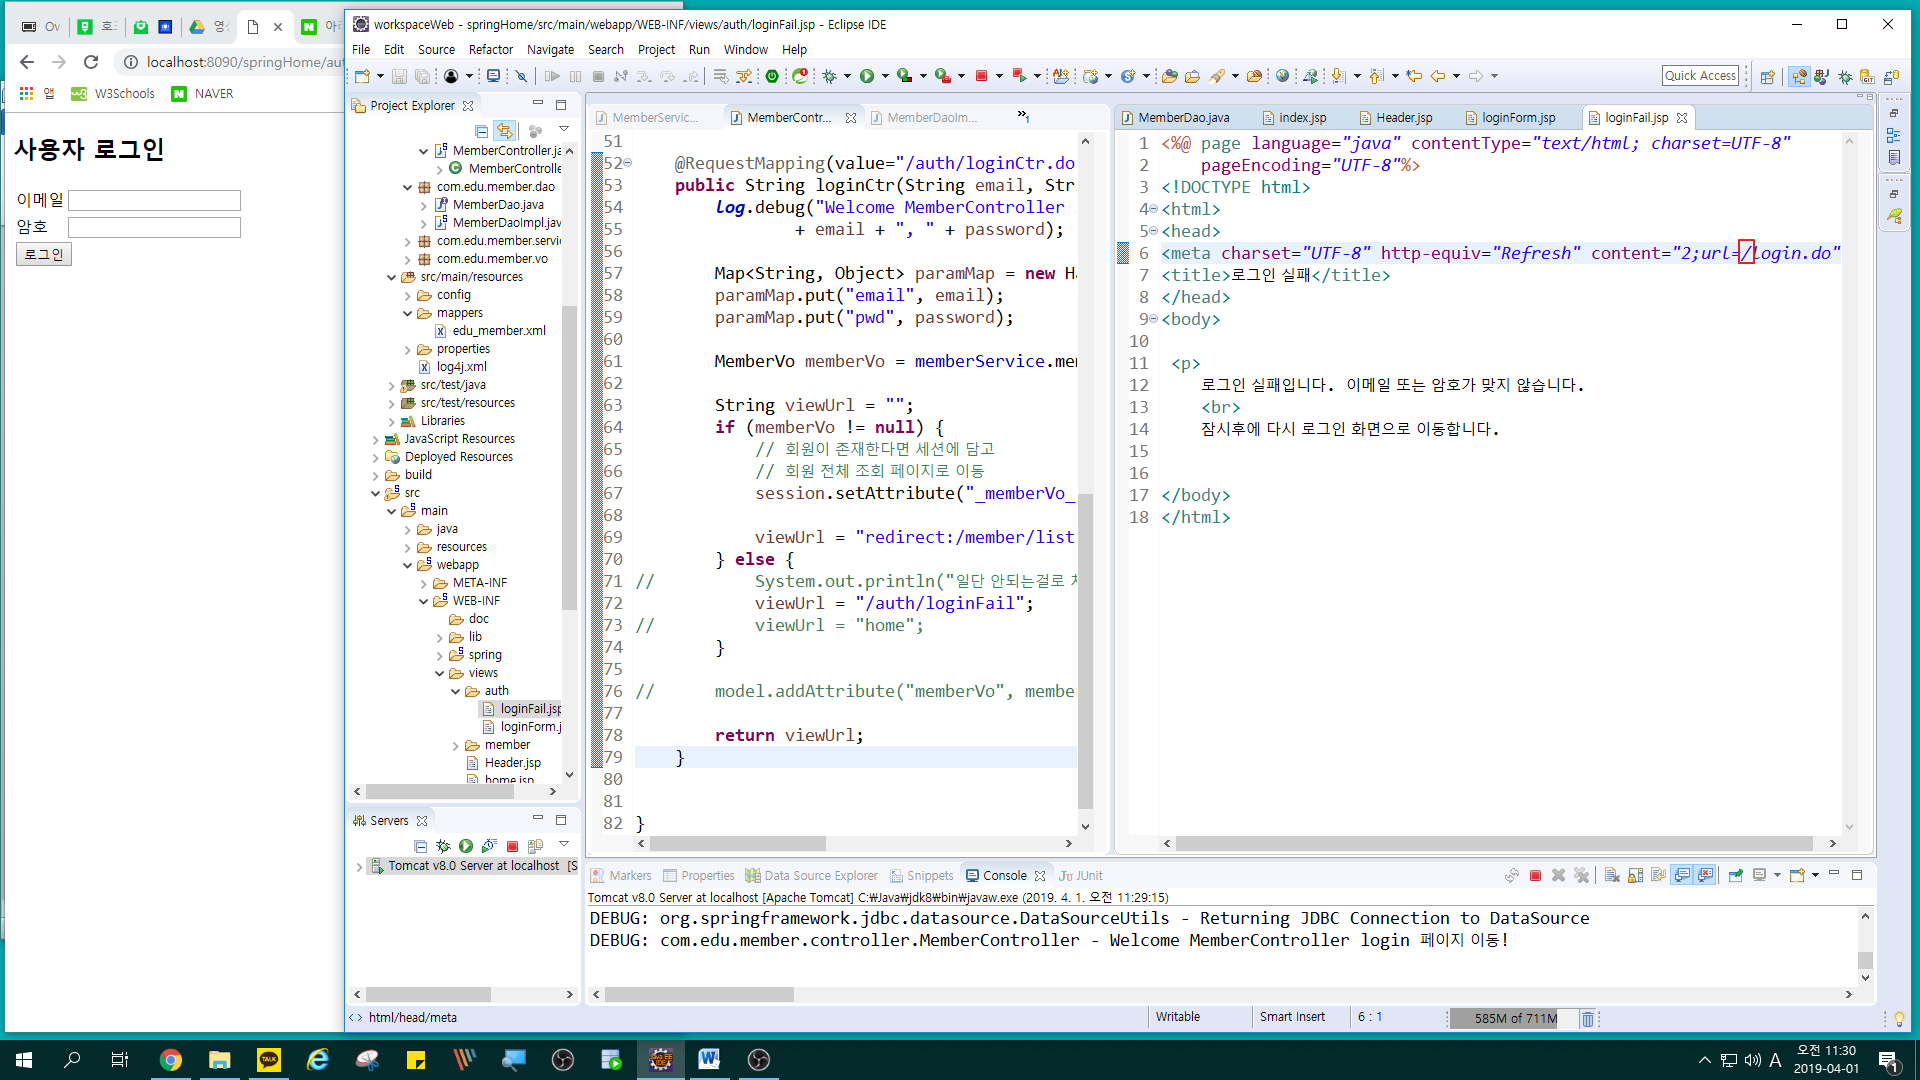 workspaceWeb - springHome/src/main/webapp/WEB-INF/views/auth/loginFail.jsp - Eclipse IDE
File Edit Source Refactor Navigate Search Project Run Window Help
Quick Access
localhost:8090/springHome/au
앱 W3Schools NAVER
사용자 로그인
이메일
암호
로그인
Project Explorer
MemberController.ja
MemberControlle
com.edu.member.dao
MemberDao.java
MemberDaoImpl.jav
com.edu.member.servi
com.edu.member.vo
src/main/resources
config
mappers
edu_member.xml
properties
log4j.xml
src/test/java
src/test/resources
Libraries
JavaScript Resources
Deployed Resources
build
src
main
java
resources
webapp
META-INF
WEB-INF
doc
lib
spring
views
auth
loginFail.jsp
loginForm.j
member
Header.jsp
home.jsp
Servers
Tomcat v8.0 Server at localhost [S
MemberServic... MemberContr... MemberDaoIm... »1
51
52 @RequestMapping(value="/auth/loginCtr.do
53 public String loginCtr(String email, Str
54 log.debug("Welcome MemberController
55 + email + ", " + password);
56
57 Map<String, Object> paramMap = new Ha
58 paramMap.put("email", email);
59 paramMap.put("pwd", password);
60
61 MemberVo memberVo = memberService.mem
62
63 String viewUrl = "";
64 if (memberVo != null) {
65 // 회원이 존재한다면 세션에 담고
66 // 회원 전체 조회 페이지로 이동
67 session.setAttribute("_memberVo_
68
69 viewUrl = "redirect:/member/list
70 } else {
71 // System.out.println("일단 안되는걸로 처
72 viewUrl = "/auth/loginFail";
73 // viewUrl = "home";
74 }
75
76 // model.addAttribute("memberVo", membe
77
78 return viewUrl;
79 }
80
81
82 }
MemberDao.java index.jsp Header.jsp loginForm.jsp loginFail.jsp
1 <%@ page language="java" contentType="text/html; charset=UTF-8"
2 pageEncoding="UTF-8"%>
3 <!DOCTYPE html>
4 <html>
5 <head>
6 <meta charset="UTF-8" http-equiv="Refresh" content="2;url=/login.do"
7 <title>로그인 실패</title>
8 </head>
9 <body>
10
11 <p>
12 로그인 실패입니다. 이메일 또는 암호가 맞지 않습니다.
13 <br>
14 잠시후에 다시 로그인 화면으로 이동합니다.
15
16
17 </body>
18 </html>
Markers Properties Data Source Explorer Snippets Console JUnit
Tomcat v8.0 Server at localhost [Apache Tomcat] C:₩Java₩jdk8₩bin₩javaw.exe (2019. 4. 1. 오전 11:29:15)
DEBUG: org.springframework.jdbc.datasource.DataSourceUtils - Returning JDBC Connection to DataSource
DEBUG: com.edu.member.controller.MemberController - Welcome MemberController login 페이지 이동!
html/head/meta
Writable Smart Insert 6 : 1 585M of 711M
A 오전 11:30
2019-04-01